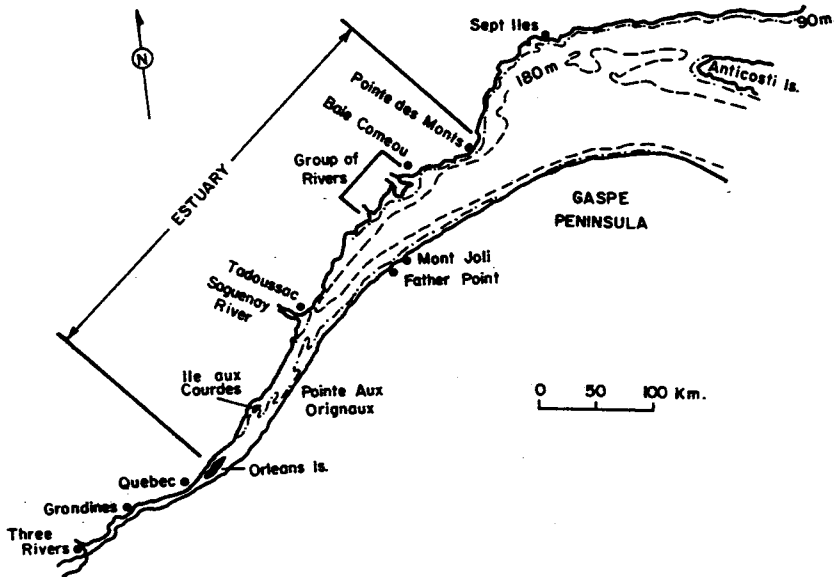 Sept Iles
90m
N
180m
Anticosti Is.
Pointe des Monts
Baie Comeau
Group of
Rivers
ESTUARY
GASPE
PENINSULA
Mont Joli
Father Point
Tadoussac
Saguenay
River
Ile aux
Courdes
Pointe Aux
Orignaux
0 50 100 Km.
Orleans Is.
Quebec
Grondines
Three
Rivers